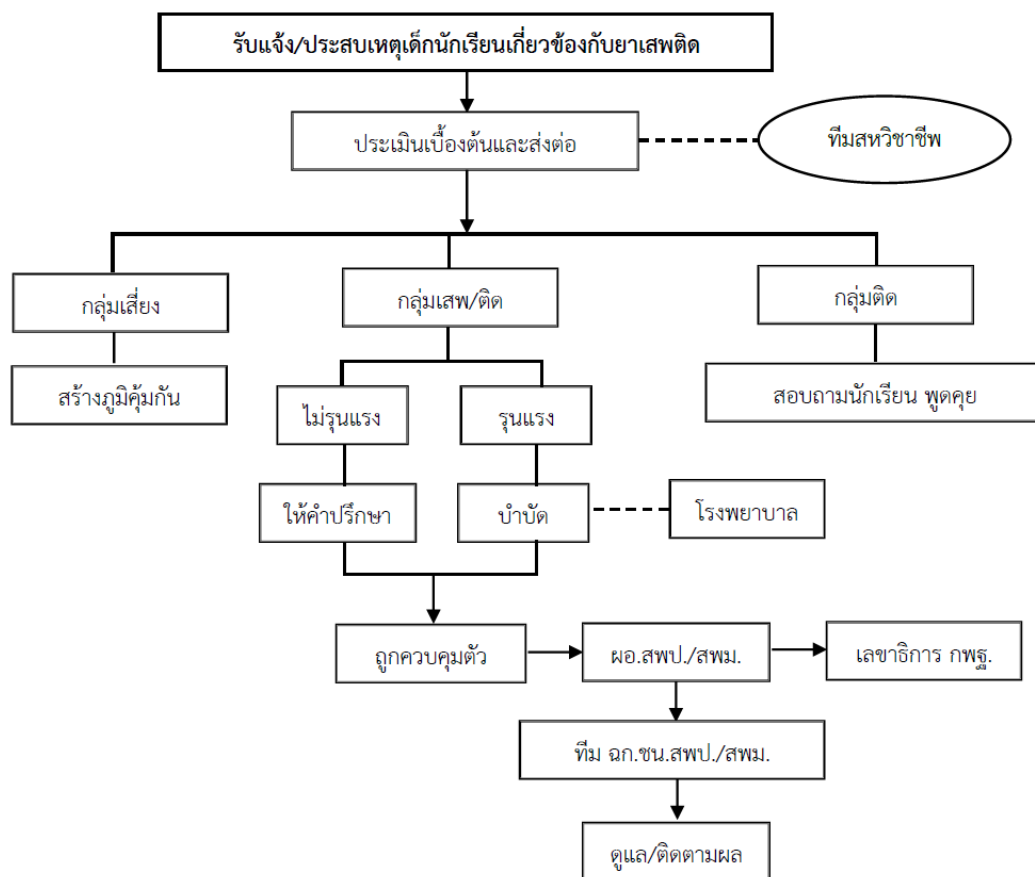 รับแจ้ง/ประสบเหตุเด็กนักเรียนเกี่ยวข้องกับยาเสพติด
ประเมินเบื้องต้นและส่งต่อ
ทีมสหวิชาชีพ
กลุ่มเสี่ยง
กลุ่มเสพ/ติด
กลุ่มติด
สร้างภูมิคุ้มกัน
สอบถามนักเรียน พูดคุย
ไม่รุนแรง
รุนแรง
ให้คำปรึกษา
บำบัด
โรงพยาบาล
ถูกควบคุมตัว
ผอ.สพป./สพม.
เลขาธิการ กพฐ.
ทีม ฉก.ชน.สพป./สพม.
ดูแล/ติดตามผล